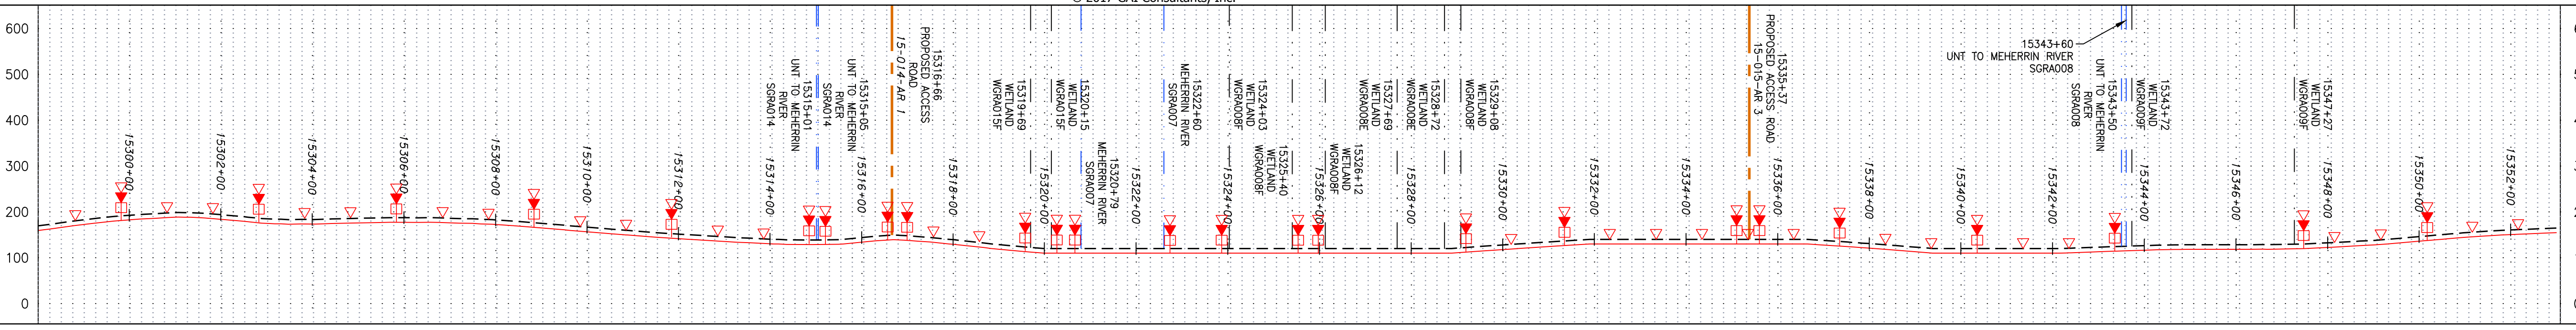 © 2017 GAI Consultants, Inc.
600
500
400
300
200
100
0
15300+00
15302+00
15304+00
15306+00
15308+00
15310+00
15312+00
15314+00
15315+01
UNT TO MEHERRIN
RIVER
SGRA014
15315+05
UNT TO MEHERRIN
RIVER
SGRA014
15316+00
15316+66
PROPOSED ACCESS
ROAD
15-014-AR 1
15318+00
15319+69
WETLAND
WGRA015F
15320+00
15320+15
WETLAND
WGRA015F
15320+79
MEHERRIN RIVER
SGRA007
15322+00
15322+60
MEHERRIN RIVER
SGRA007
15324+00
15324+03
WETLAND
WGRA008F
15325+40
WETLAND
WGRA008F
15326+00
15326+12
WETLAND
WGRA008F
15327+69
WETLAND
WGRA008E
15328+00
15328+72
WETLAND
WGRA008E
15329+08
WETLAND
WGRA008F
15330+00
15332+00
15334+00
15335+37
PROPOSED ACCESS ROAD
15-015-AR 3
15336+00
15338+00
15340+00
15342+00
15343+60
UNT TO MEHERRIN RIVER
SGRA008
15343+50
UNT TO MEHERRIN
RIVER
SGRA008
15343+72
WETLAND
WGRA009F
15344+00
15346+00
15347+27
WETLAND
WGRA009F
15348+00
15350+00
15352+00